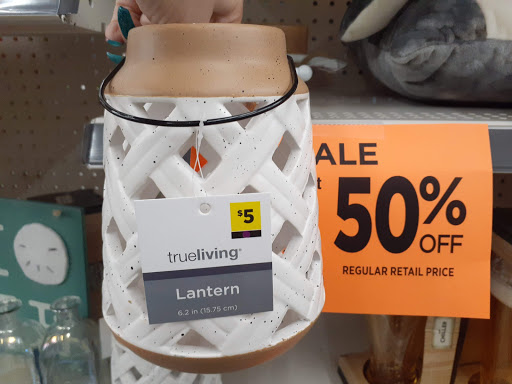 $5
trueliving®
Lantern
6.2 in (15.75 cm)
ALE
50%
OFF
REGULAR RETAIL PRICE